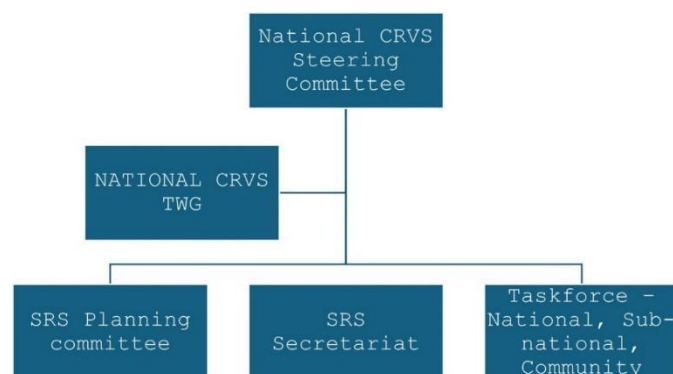 National CRVS
Steering
Committee
NATIONAL CRVS
TWG
SRS Planning
committee
SRS
Secretariat
Taskforce –
National, Sub-
national,
Community